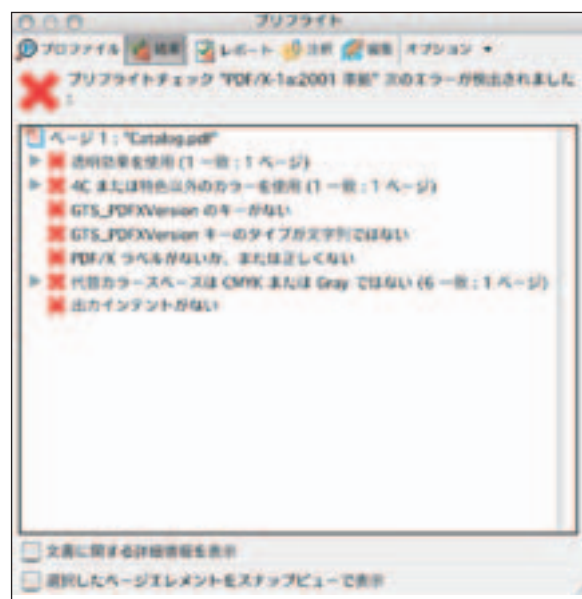 プリフライト
プロファイル 結果 レポート 注釈 編集 オプション
プリフライトチェック "PDF/X-1a:2001 準拠" 次のエラーが検出されました
:
ページ 1 : "Catalog.pdf"
透明効果を使用 (1 一致 : 1 ページ)
4C または特色以外のカラーを使用 (1 一致 : 1 ページ)
GTS_PDFXVersion のキーがない
GTS_PDFXVersion キーのタイプが文字列ではない
PDF/X ラベルがないか、または正しくない
代替カラースペースは CMYK または Gray ではない (6 一致 : 1 ページ)
出力インテントがない
文書に関する詳細情報を表示
選択したページエレメントをスナップビューで表示